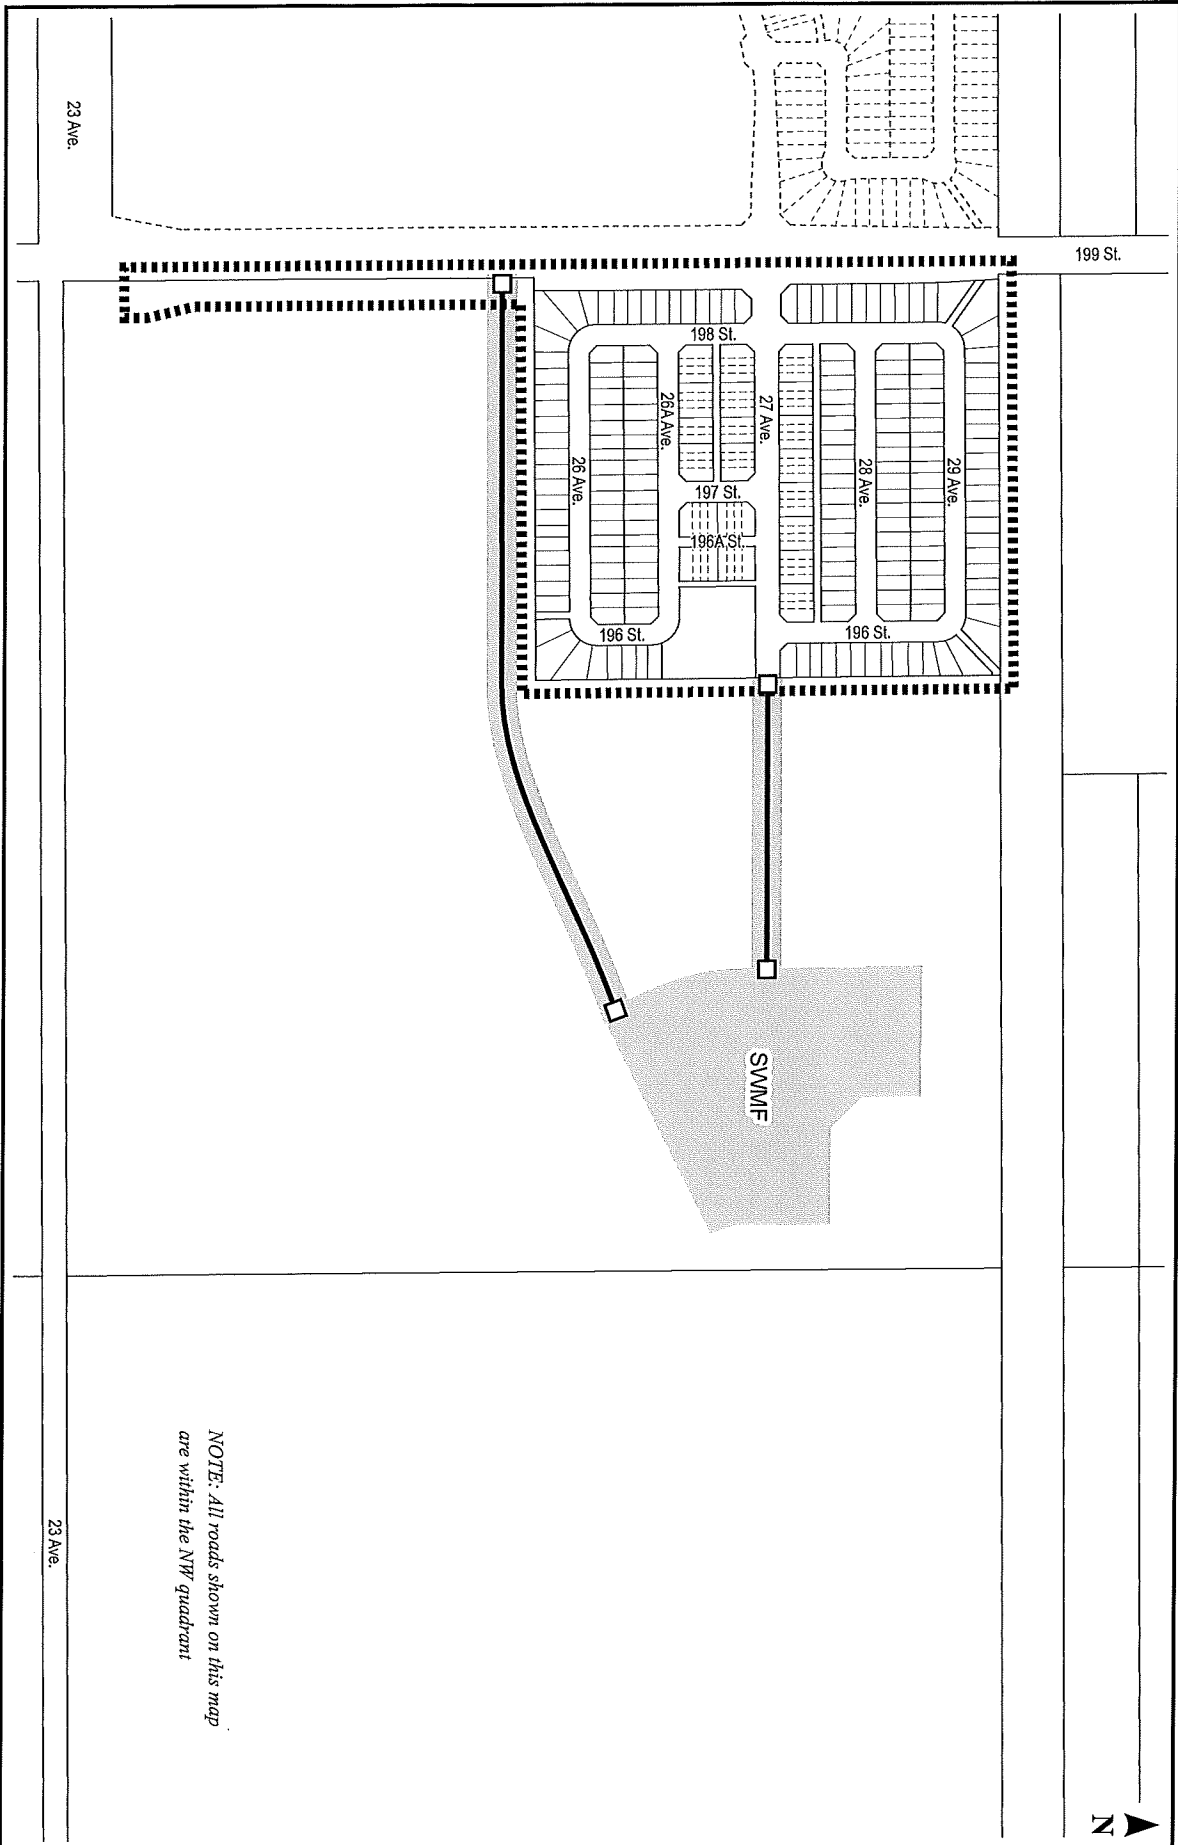 23 Ave.
199 St.
198 St.
26A Ave.
27 Ave.
26 Ave.
28 Ave.
29 Ave.
197 St.
196A St.
196 St.
196 St.
SWMF
NOTE: All roads shown on this map
are within the NW quadrant
23 Ave.
N